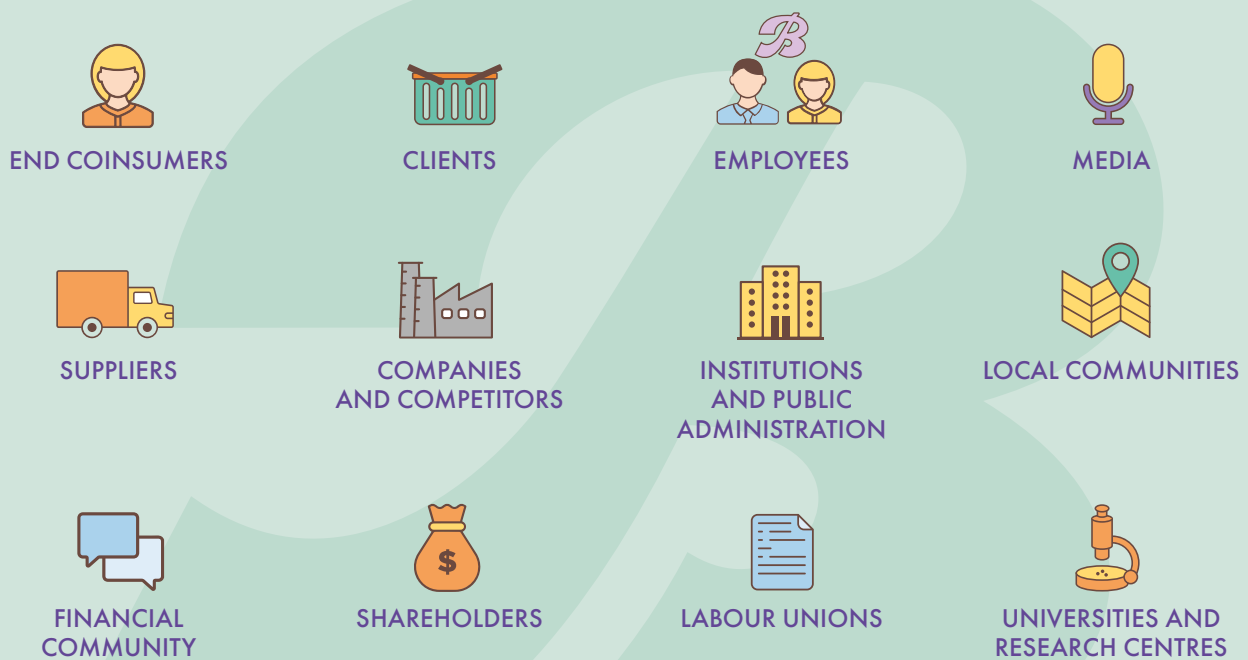 B
END COINSUMERS
CLIENTS
EMPLOYEES
MEDIA
SUPPLIERS
COMPANIES
AND COMPETITORS
INSTITUTIONS
AND PUBLIC
ADMINISTRATION
LOCAL COMMUNITIES
FINANCIAL
COMMUNITY
$
SHAREHOLDERS
LABOUR UNIONS
UNIVERSITIES AND
RESEARCH CENTRES